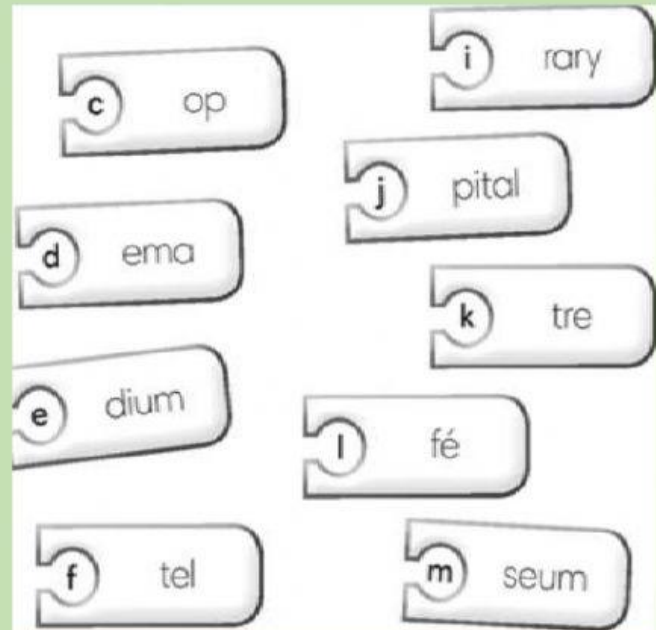 c op
d ema
e dium
f tel
i rary
j pital
k tre
l fé
m seum